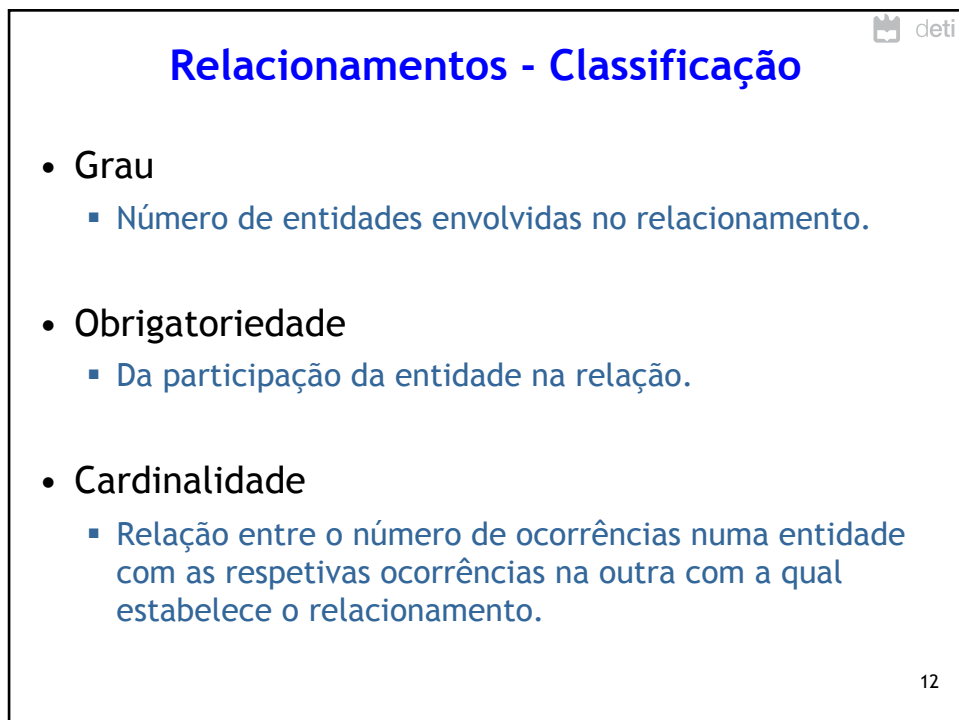 deti
Relacionamentos - Classificação
• Grau
▪ Número de entidades envolvidas no relacionamento.
• Obrigatoriedade
▪ Da participação da entidade na relação.
• Cardinalidade
▪ Relação entre o número de ocorrências numa entidade
com as respetivas ocorrências na outra com a qual
estabelece o relacionamento.
12